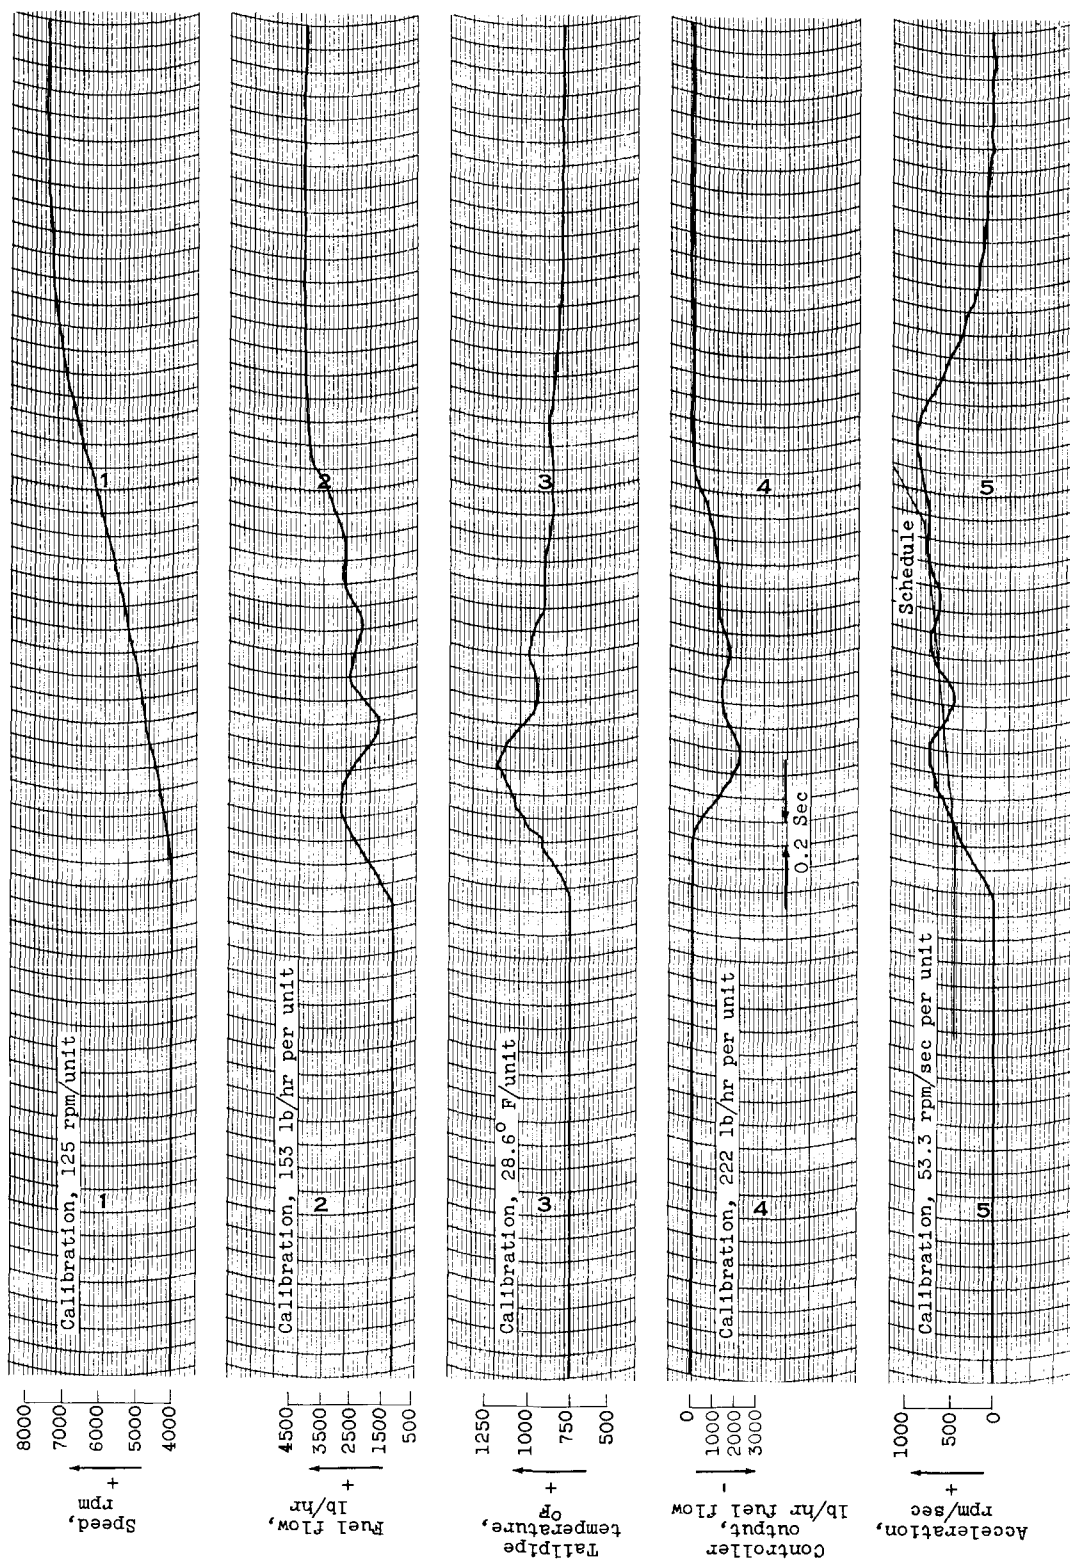 Speed,
rpm
+
8000
7000
6000
5000
4000
Calibration, 125 rpm/unit
1
1
Fuel flow,
lb/hr
+
4500
3500
2500
1500
500
Calibration, 153 lb/hr per unit
2
2
Tailpipe
temperature,
°F
+
1250
1000
750
500
Calibration, 28.6° F/unit
3
3
Controller
output,
lb/hr fuel flow
-
0
1000
2000
3000
Calibration, 222 lb/hr per unit
4
4
0.2 Sec
Acceleration,
rpm/sec
+
1000
500
0
Calibration, 53.3 rpm/sec per unit
5
5
Schedule